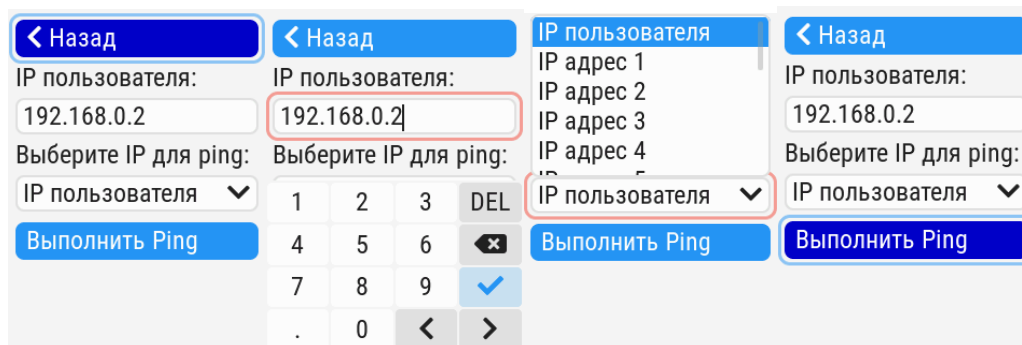 Назад
IP пользователя:
192.168.0.2
Выберите IP для ping:
IP пользователя
Выполнить Ping
Назад
IP пользователя:
192.168.0.2
Выберите IP для ping:
1 2 3 DEL
4 5 6
7 8 9
. 0
IP пользователя
IP адрес 1
IP адрес 2
IP адрес 3
IP адрес 4
IP пользователя
Выполнить Ping
Назад
IP пользователя:
192.168.0.2
Выберите IP для ping:
IP пользователя
Выполнить Ping